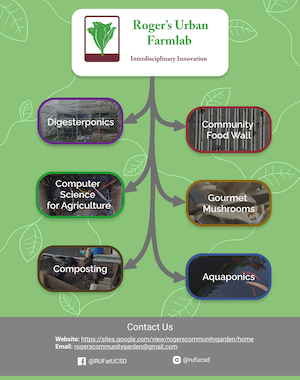 Roger's Urban
Farmlab
Interdisciplinary Innovation
Digesterponics
Community
Food Wall
Computer
Science
for Agriculture
Gourmet
Mushrooms
Composting
Aquaponics
Contact Us
Website: https://sites.google.com/view/rogerscommunitygarden/home
Email: rogerscommunitygarden@gmail.com
@RUFatUCSD
@rufucsd